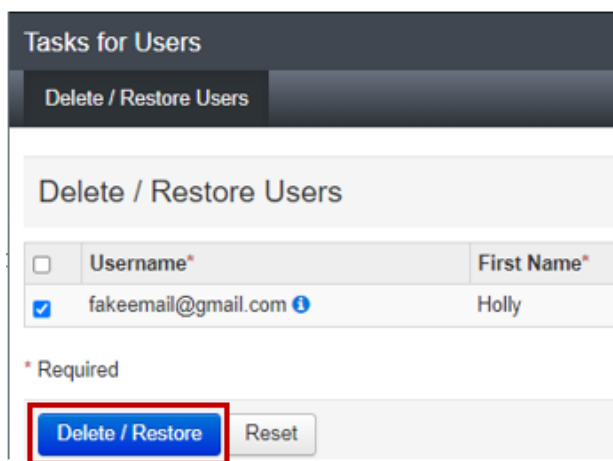 Tasks for Users
Delete / Restore Users
Delete / Restore Users
Username* First Name*
fakeemail@gmail.com Holly
* Required
Delete / Restore Reset